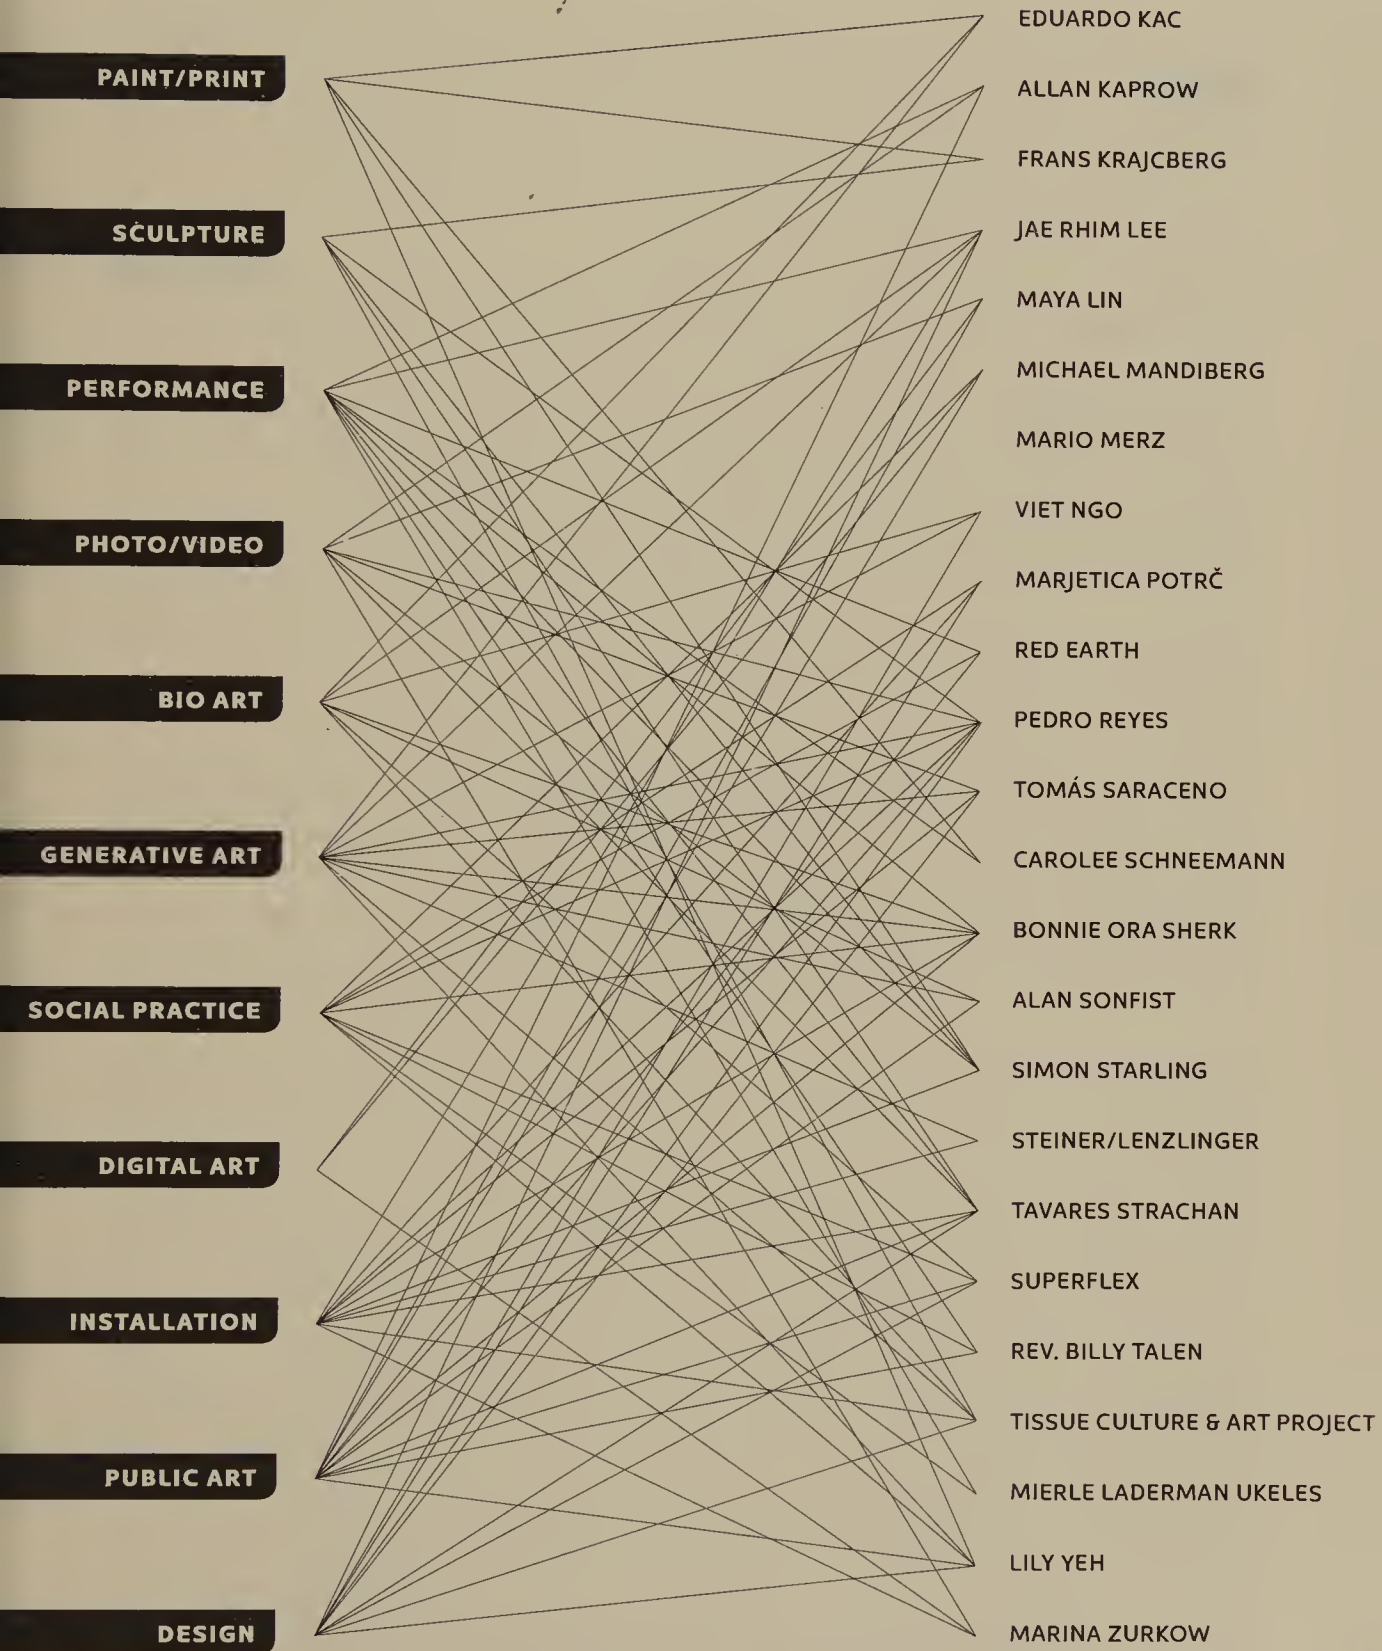 PAINT/PRINT
SCULPTURE
PERFORMANCE
PHOTO/VIDEO
BIO ART
GENERATIVE ART
SOCIAL PRACTICE
DIGITAL ART
INSTALLATION
PUBLIC ART
DESIGN
EDUARDO KAC
ALLAN KAPROW
FRANS KRAJCBERG
JAE RHIM LEE
MAYA LIN
MICHAEL MANDIBERG
MARIO MERZ
VIET NGO
MARJETICA POTRČ
RED EARTH
PEDRO REYES
TOMÁS SARACENO
CAROLEE SCHNEEMANN
BONNIE ORA SHERK
ALAN SONFIST
SIMON STARLING
STEINER/LENZLINGER
TAVARES STRACHAN
SUPERFLEX
REV. BILLY TALEN
TISSUE CULTURE & ART PROJECT
MIERLE LADERMAN UKELES
LILY YEH
MARINA ZURKOW